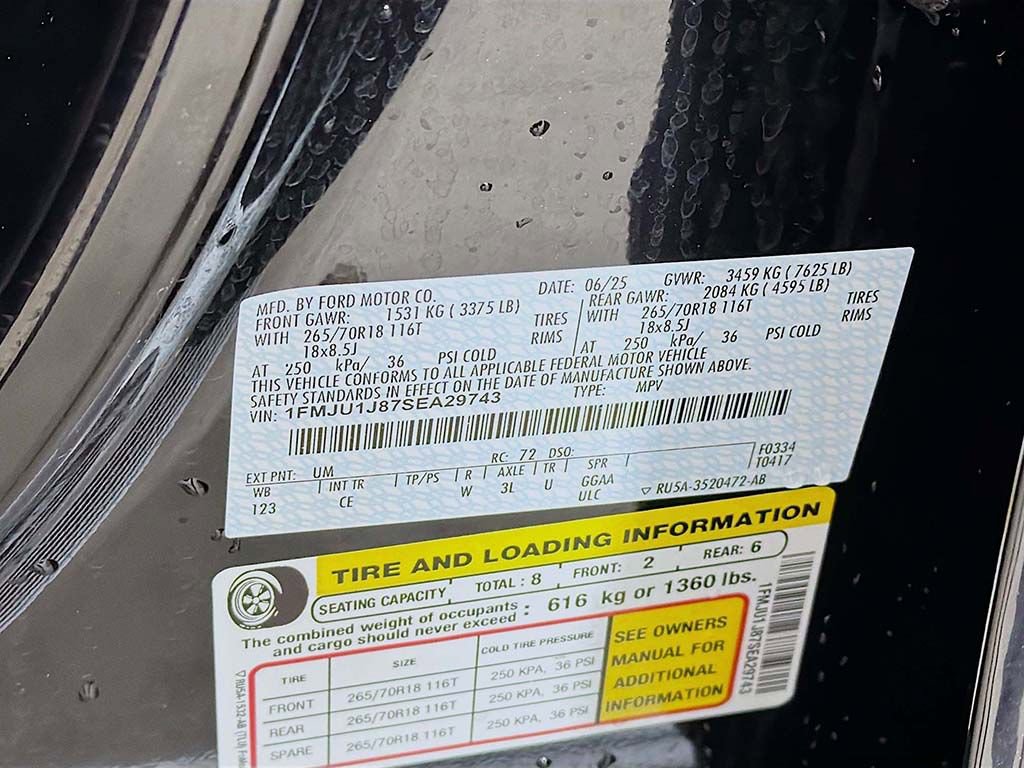 MFD. BY FORD MOTOR CO. DATE: 06/25 GVWR: 3459 KG ( 7625 LB)
FRONT GAWR: 1531 KG ( 3375 LB) REAR GAWR: 2084 KG ( 4595 LB)
WITH 265/70R18 116T TIRES WITH 265/70R18 116T TIRES
18x8.5J RIMS 18x8.5J RIMS
AT 250 kPa/ 36 PSI COLD AT 250 kPa/ 36 PSI COLD
THIS VEHICLE CONFORMS TO ALL APPLICABLE FEDERAL MOTOR VEHICLE
SAFETY STANDARDS IN EFFECT ON THE DATE OF MANUFACTURE SHOWN ABOVE.
VIN: 1FMJU1J87SEA29743 TYPE: MPV
EXT PNT: UM RC: 72 DSO: F0334
WB INT TR TP/PS R AXLE TR SPR T0417
123 CE W 3L U GGAA
ULC RU5A-3520472-AB
TIRE AND LOADING INFORMATION
SEATING CAPACITY TOTAL : 8 FRONT: 2 REAR: 6
The combined weight of occupants
and cargo should never exceed : 616 kg or 1360 lbs.
TIRE SIZE COLD TIRE PRESSURE
FRONT 265/70R18 116T 250 KPA, 36 PSI
REAR 265/70R18 116T 250 KPA, 36 PSI
SPARE 265/70R18 116T 250 KPA, 36 PSI
SEE OWNERS
MANUAL FOR
ADDITIONAL
INFORMATION
1FMJU1J87SEA29743
RU5A-1532-AB (TLU)